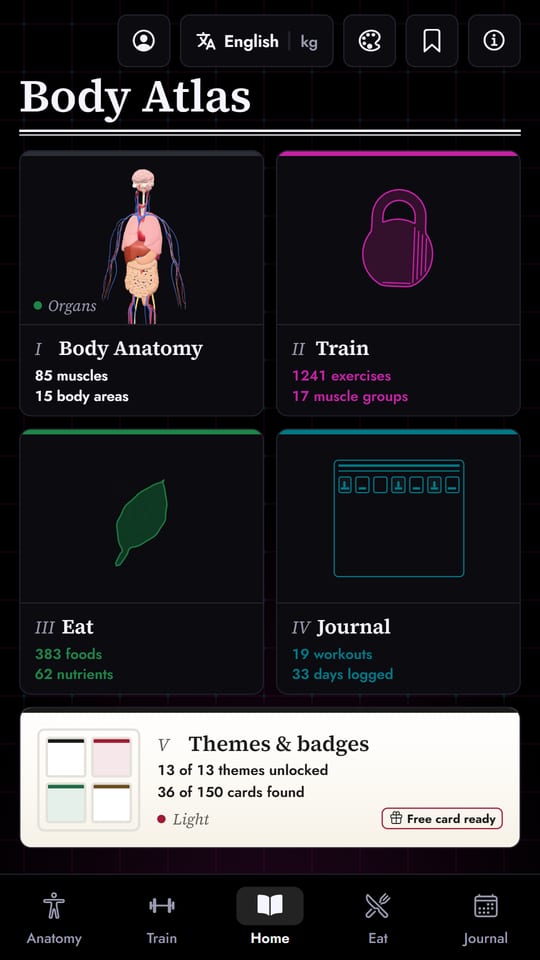 English | kg
Body Atlas
Organs
I Body Anatomy
85 muscles
15 body areas
II Train
1241 exercises
17 muscle groups
III Eat
383 foods
62 nutrients
IV Journal
19 workouts
33 days logged
V Themes & badges
13 of 13 themes unlocked
36 of 150 cards found
Light
Free card ready
Anatomy
Train
Home
Eat
Journal